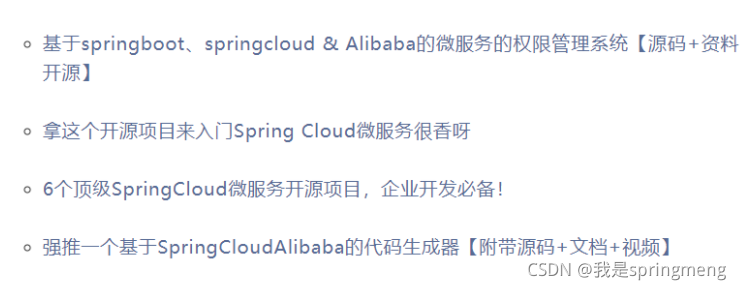 基于springboot、springcloud & Alibaba的微服务的权限管理系统【源码+资料
开源】
拿这个开源项目来入门Spring Cloud微服务很香呀
6个顶级SpringCloud微服务开源项目，企业开发必备！
强推一个基于SpringCloudAlibaba的代码生成器【附带源码+文档+视频】
CSDN @我是springmeng